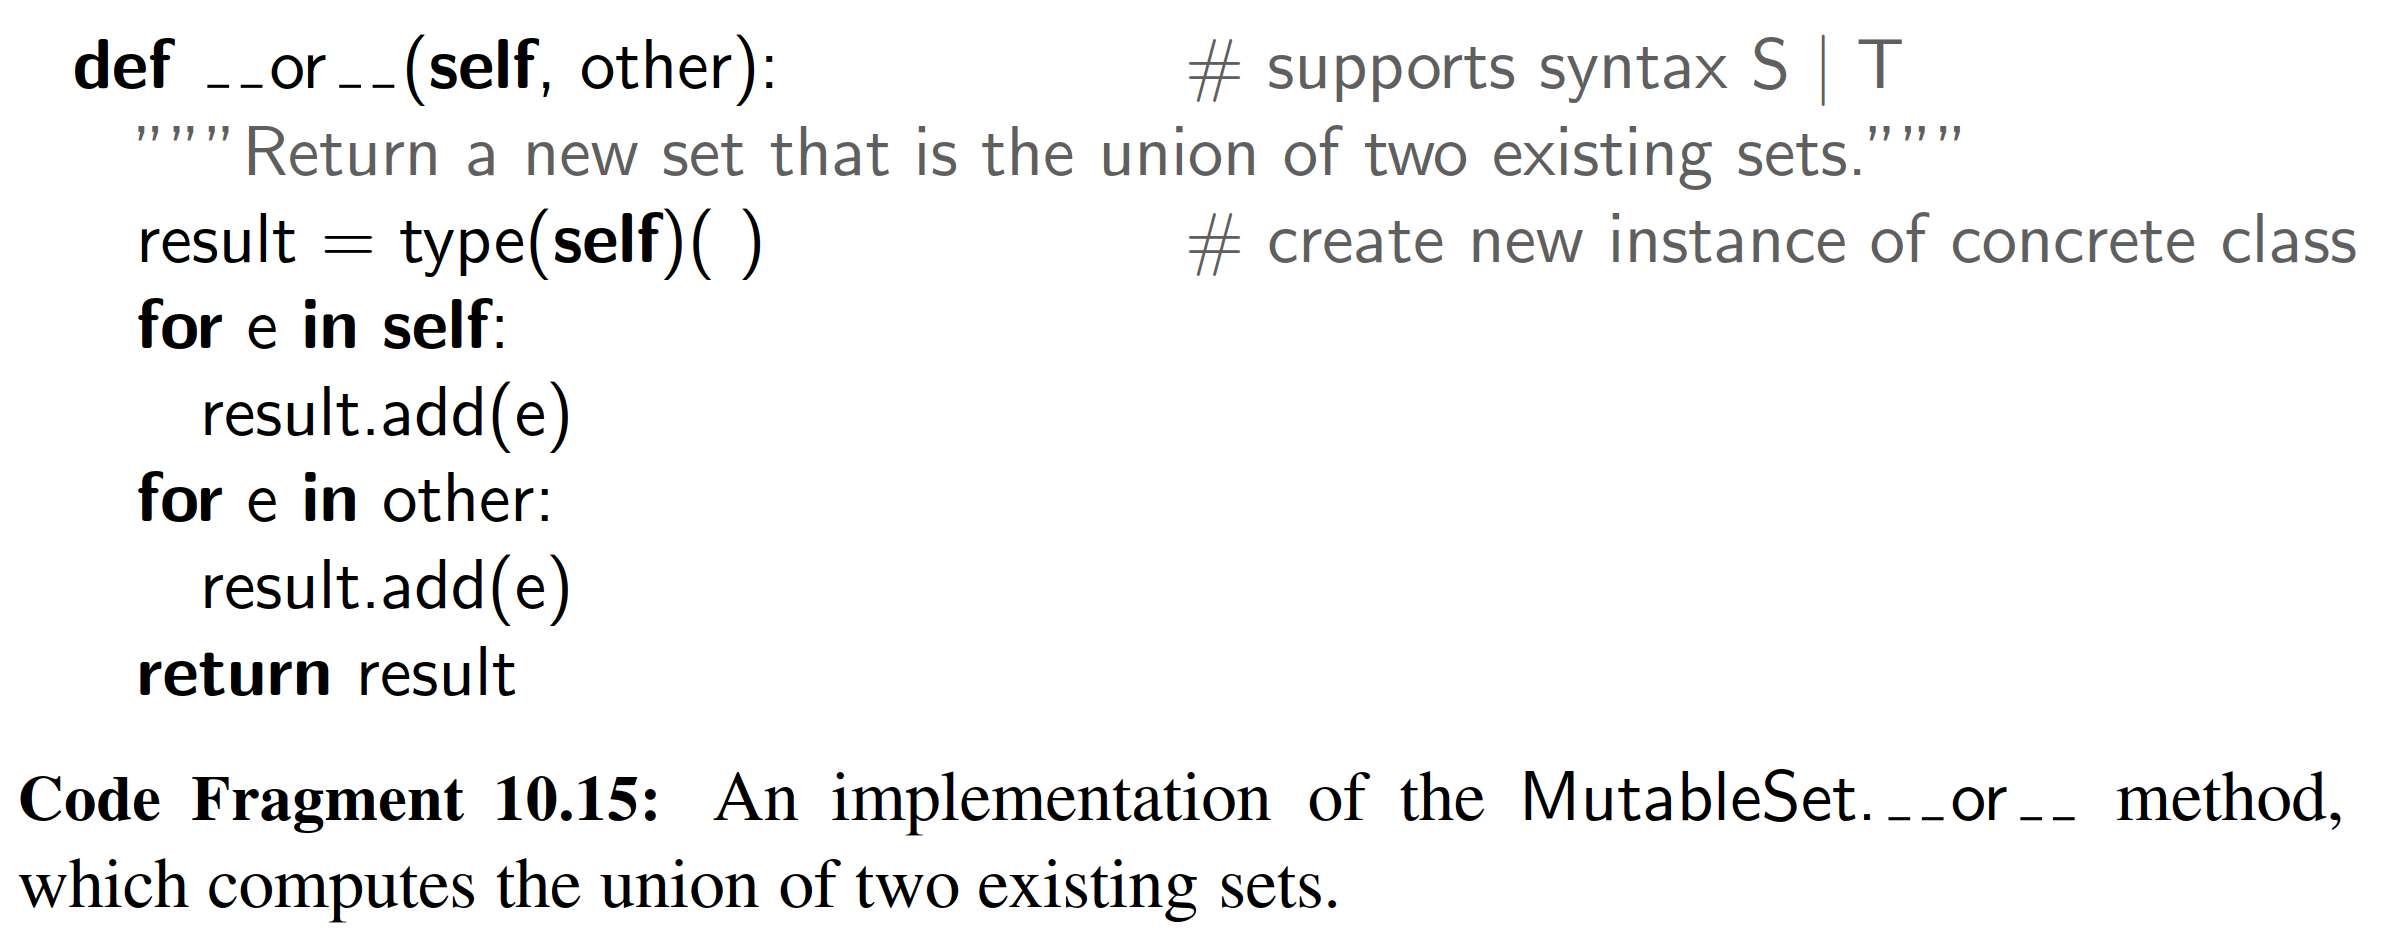 def __or__(self, other): # supports syntax S | T
"""Return a new set that is the union of two existing sets."""
result = type(self)( ) # create new instance of concrete class
for e in self:
result.add(e)
for e in other:
result.add(e)
return result
Code Fragment 10.15: An implementation of the MutableSet.__or__ method,
which computes the union of two existing sets.